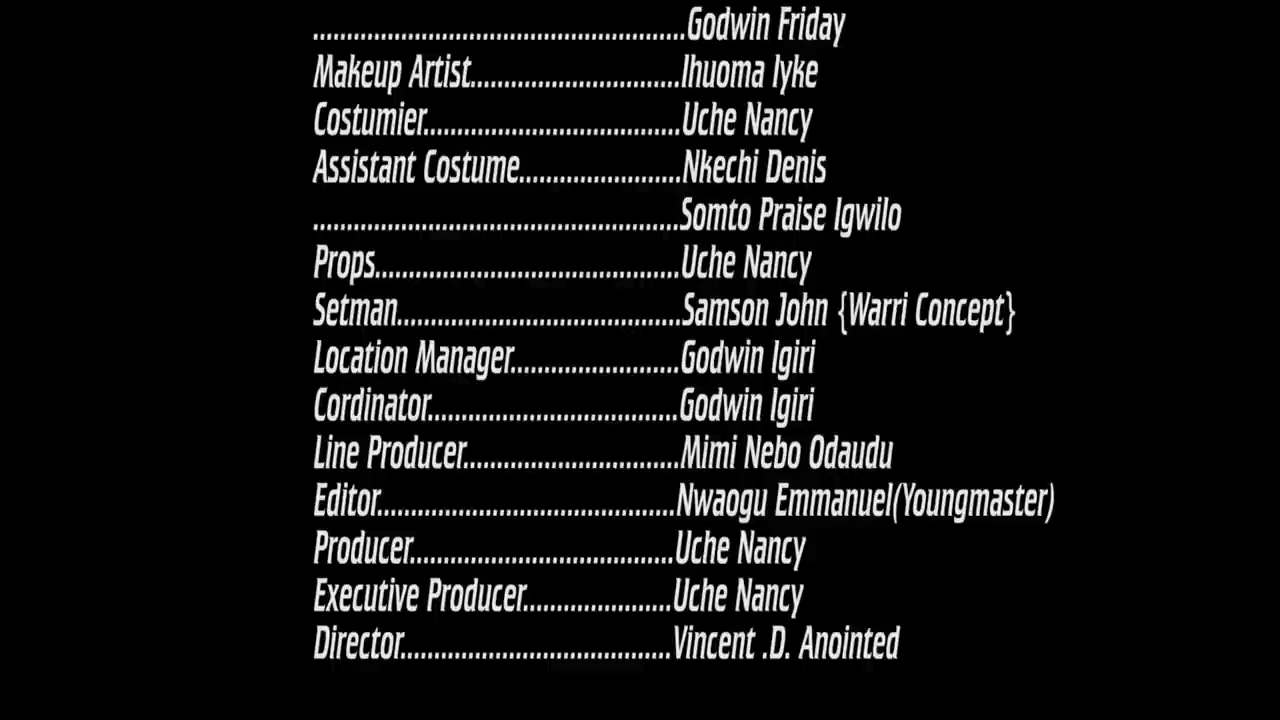 .......................................................Godwin Friday
Makeup Artist...............................Ihuoma Iyke
Costumier......................................Uche Nancy
Assistant Costume........................Nkechi Denis
......................................................Somto Praise Igwilo
Props.............................................Uche Nancy
Setman..........................................Samson John {Warri Concept}
Location Manager.........................Godwin Igiri
Cordinator.....................................Godwin Igiri
Line Producer................................Mimi Nebo Odaudu
Editor............................................Nwaogu Emmanuel(Youngmaster)
Producer.......................................Uche Nancy
Executive Producer......................Uche Nancy
Director........................................Vincent .D. Anointed